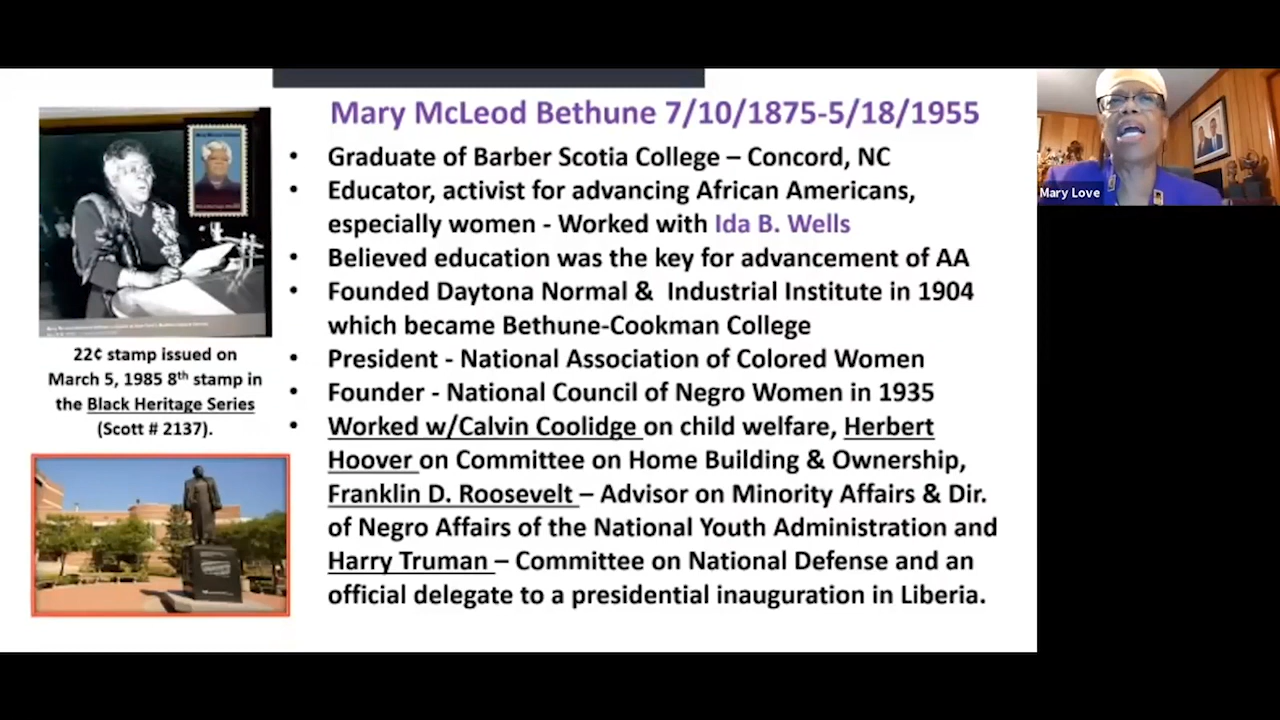 Mary McLeod Bethune 7/10/1875-5/18/1955
• Graduate of Barber Scotia College – Concord, NC
• Educator, activist for advancing African Americans,
especially women - Worked with Ida B. Wells
• Believed education was the key for advancement of AA
• Founded Daytona Normal & Industrial Institute in 1904
which became Bethune-Cookman College
• President - National Association of Colored Women
• Founder - National Council of Negro Women in 1935
• Worked w/Calvin Coolidge on child welfare, Herbert
Hoover on Committee on Home Building & Ownership,
Franklin D. Roosevelt – Advisor on Minority Affairs & Dir.
of Negro Affairs of the National Youth Administration and
Harry Truman – Committee on National Defense and an
official delegate to a presidential inauguration in Liberia.
22¢ stamp issued on
March 5, 1985 8th stamp in
the Black Heritage Series
(Scott # 2137).
Mary Love